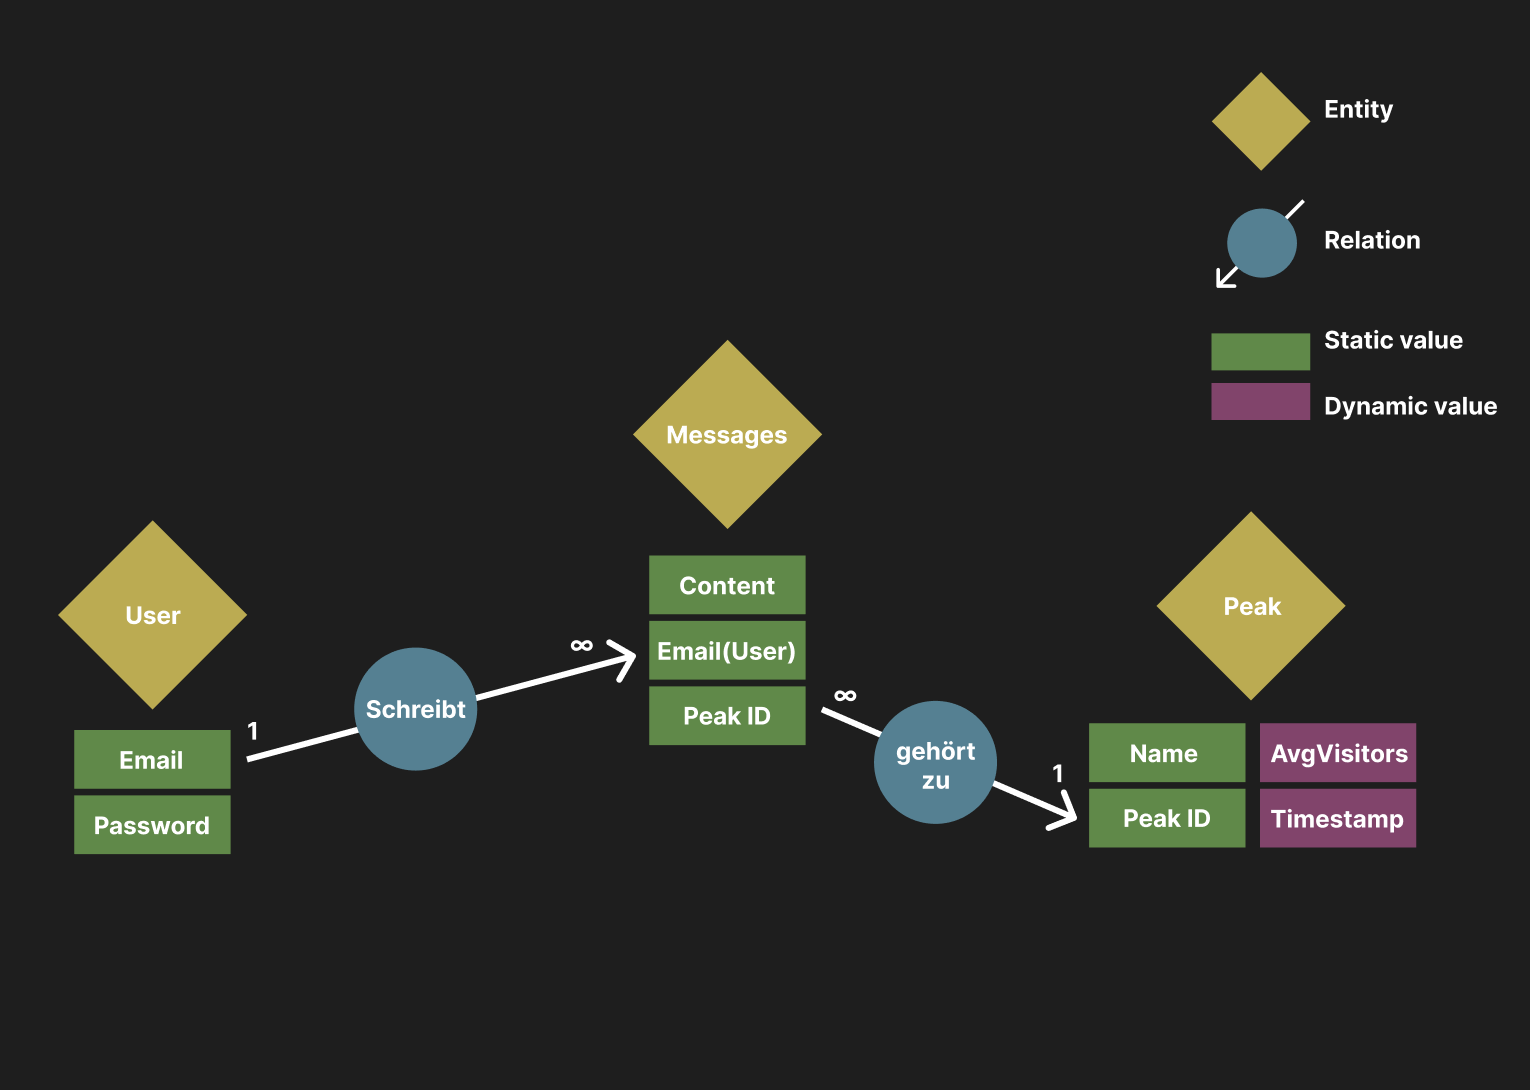 Entity
Relation
Static value
Dynamic value
Messages
Content
Email(User)
Peak ID
User
Email
Password
1
Schreibt
∞
∞
gehört
zu
1
Peak
Name
AvgVisitors
Peak ID
Timestamp